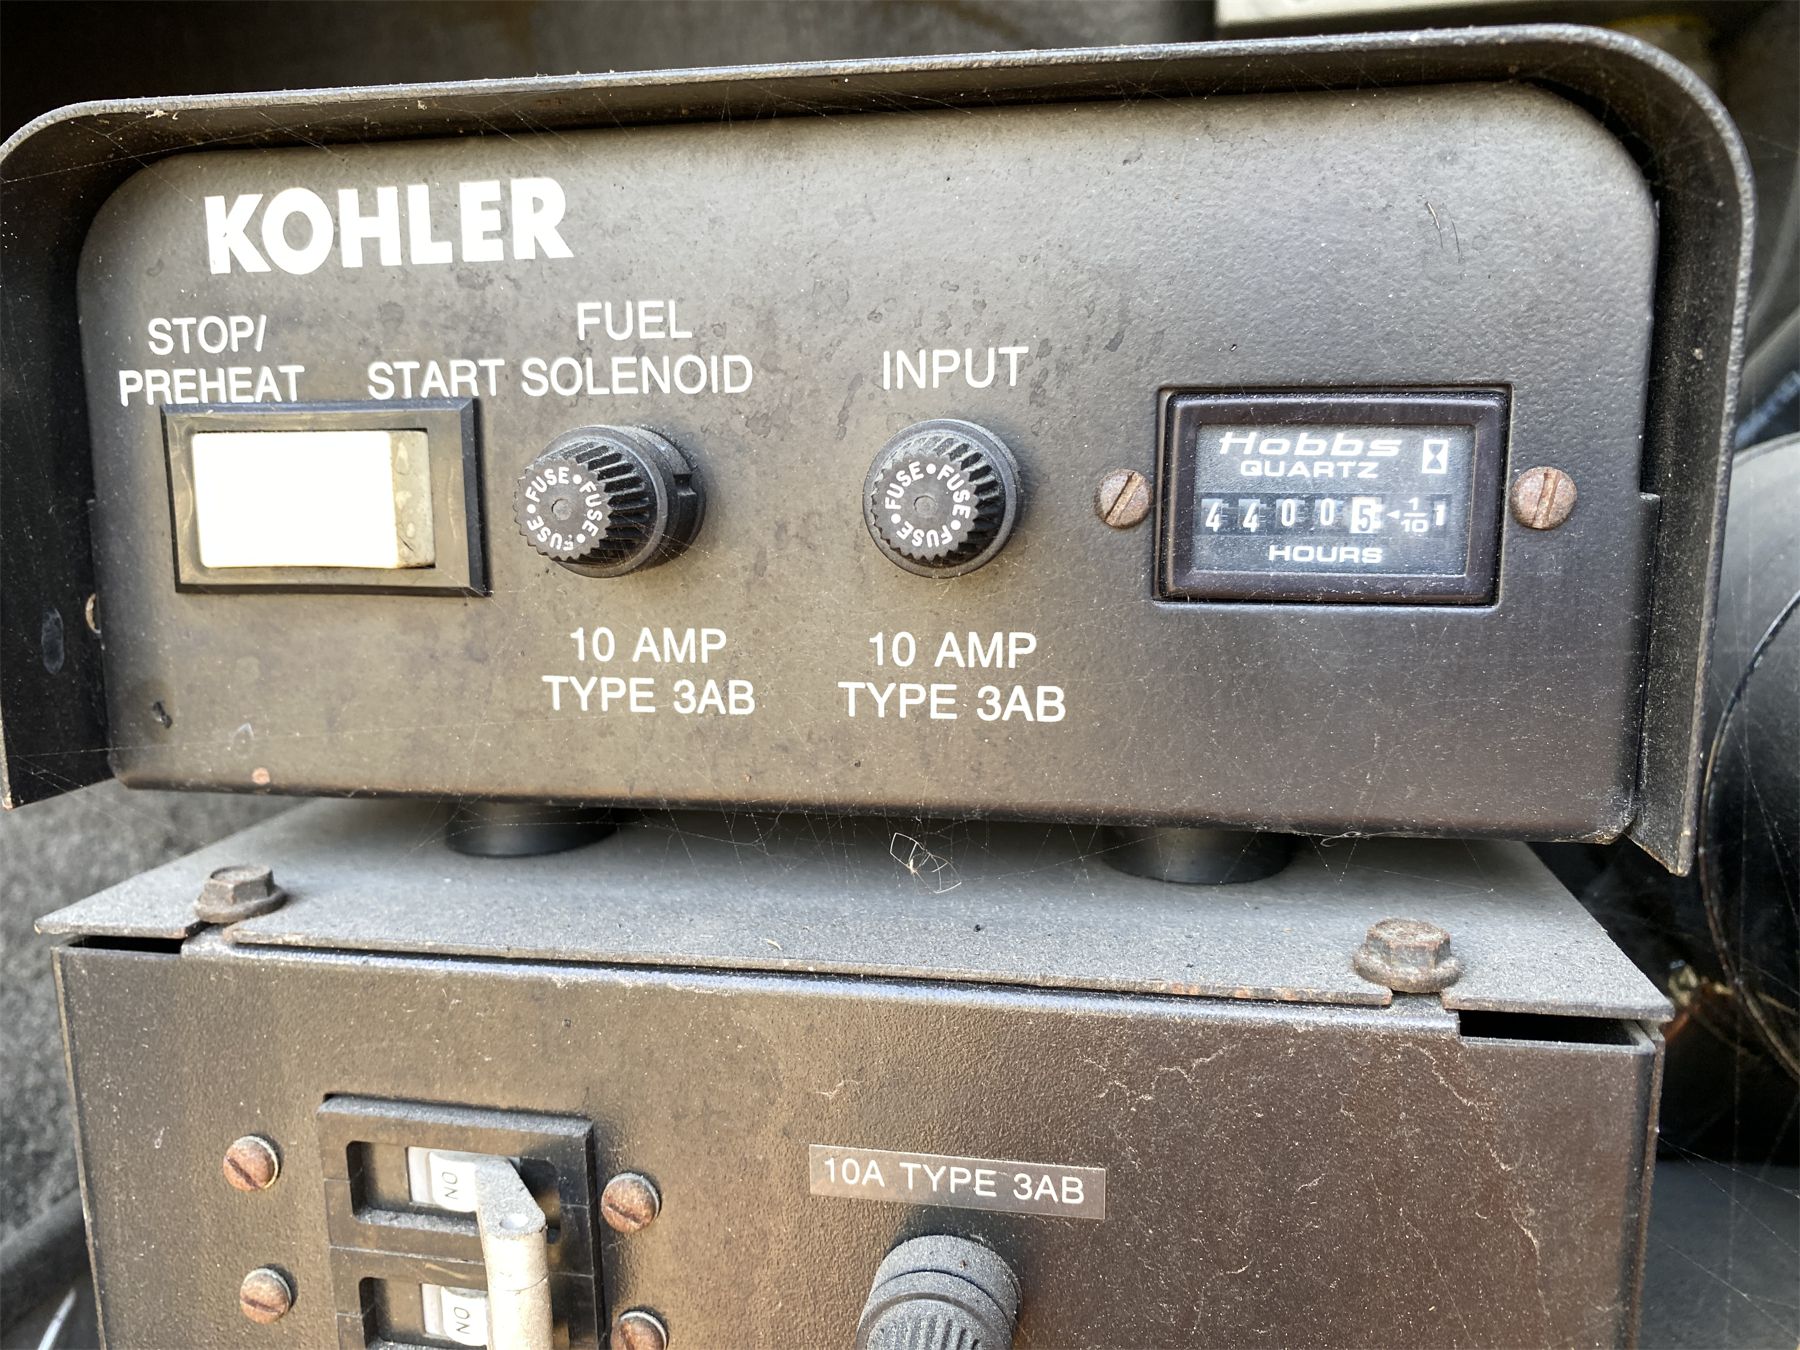 KOHLER
STOP/
PREHEAT
START
FUEL
SOLENOID
INPUT
FUSE • FUSE • FUSE •
FUSE • FUSE • FUSE •
Hobbs
QUARTZ
44005 1/10
HOURS
10 AMP
TYPE 3AB
10 AMP
TYPE 3AB
10A TYPE 3AB
ON
ON